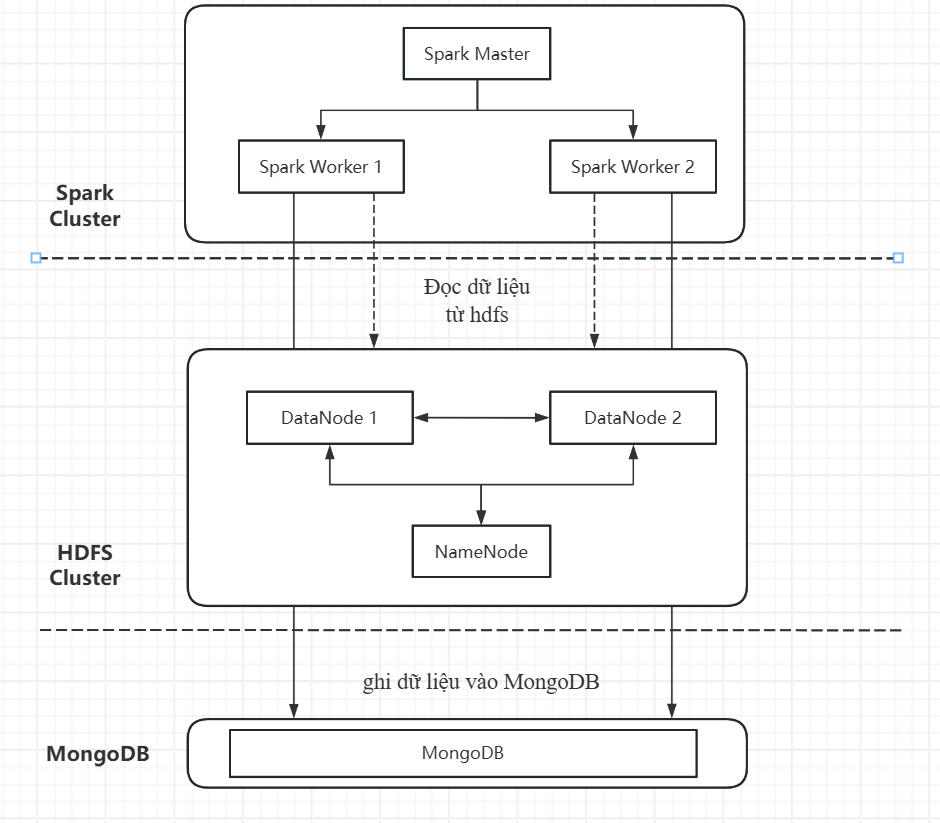 Spark Master
Spark Worker 1
Spark Worker 2
Spark
Cluster
Đọc dữ liệu
từ hdfs
DataNode 1
DataNode 2
NameNode
HDFS
Cluster
ghi dữ liệu vào MongoDB
MongoDB
MongoDB